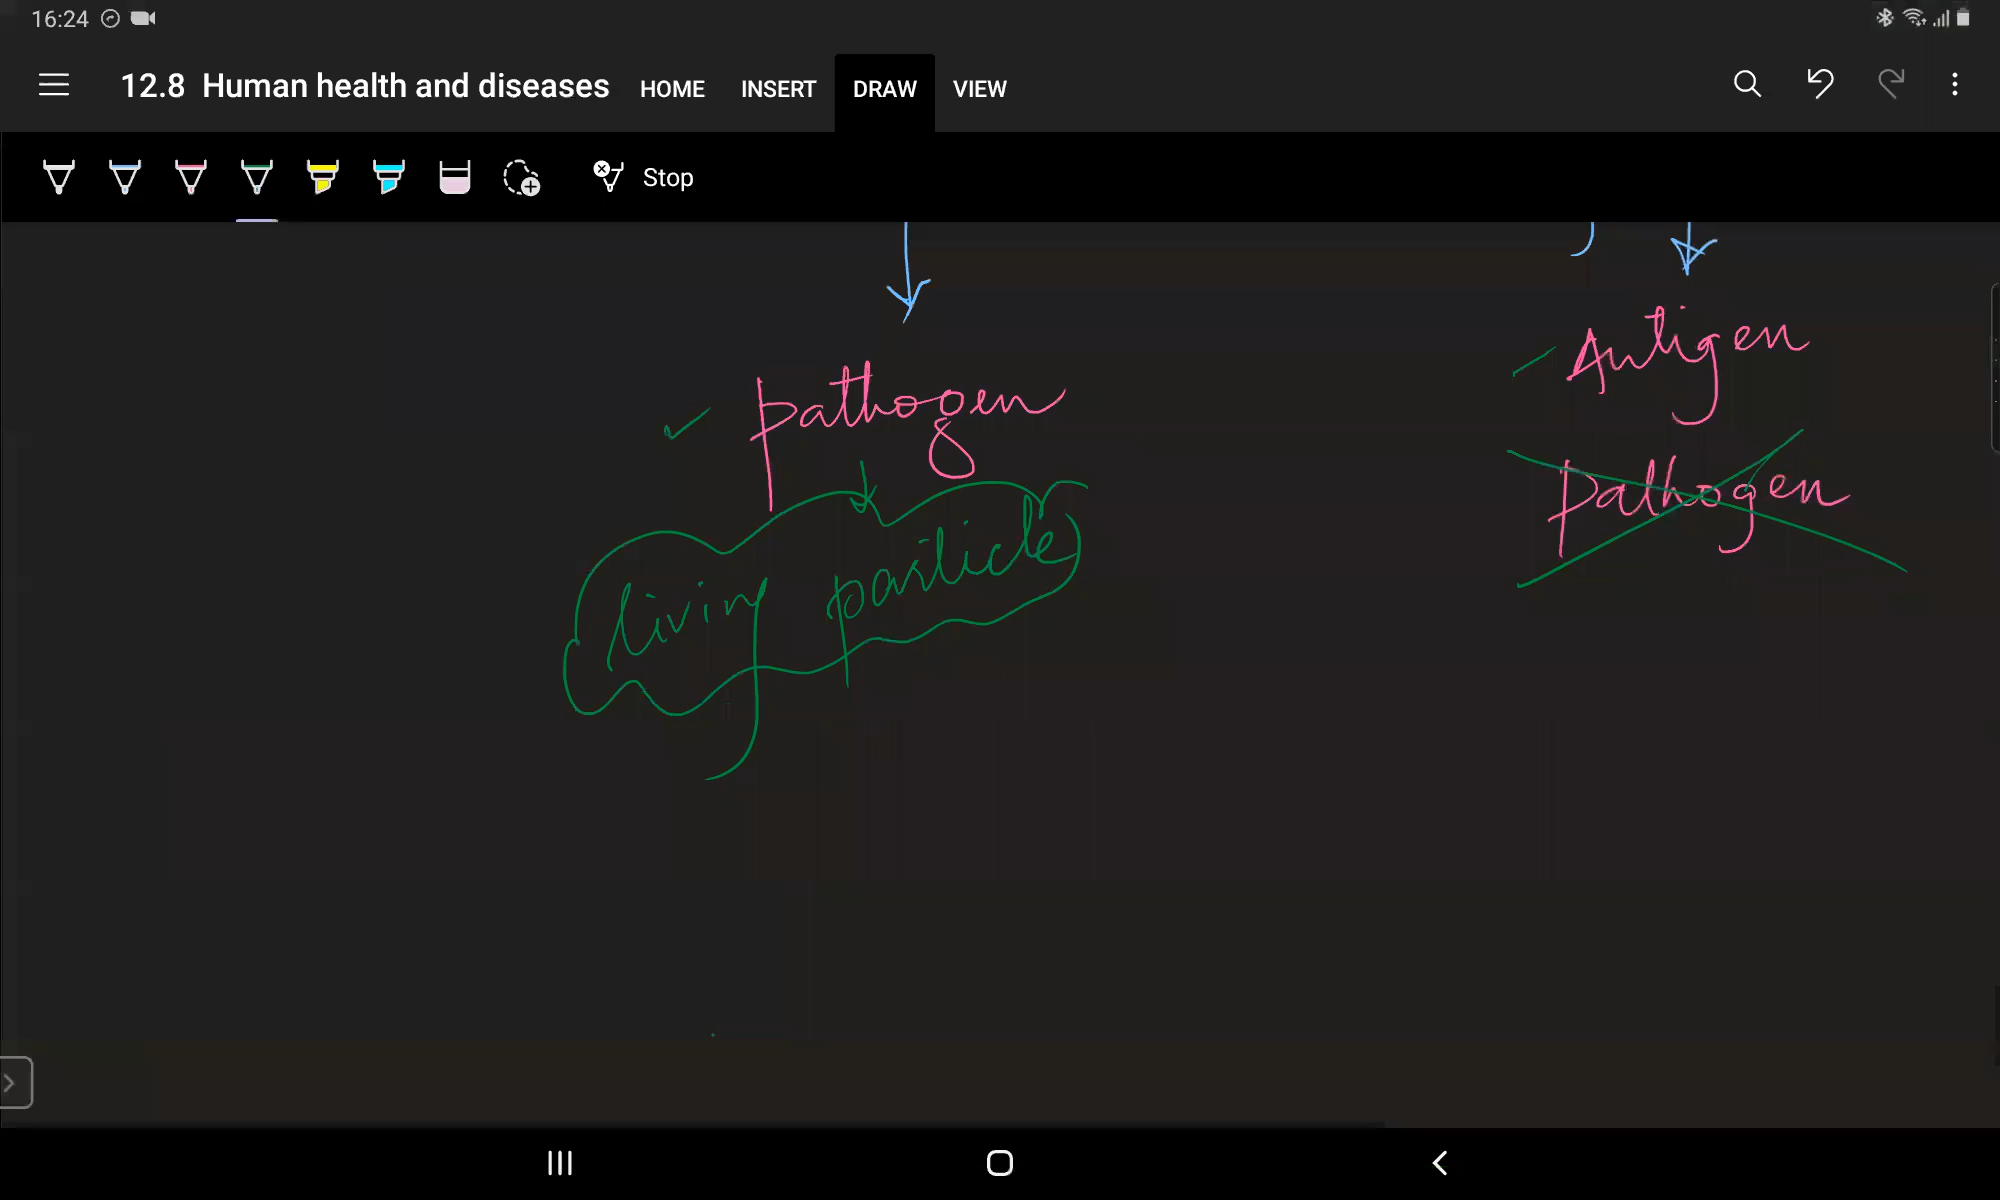 16:24
12.8 Human health and diseases HOME INSERT DRAW VIEW
Stop
Antigen
pathogen
pathogen
living particle